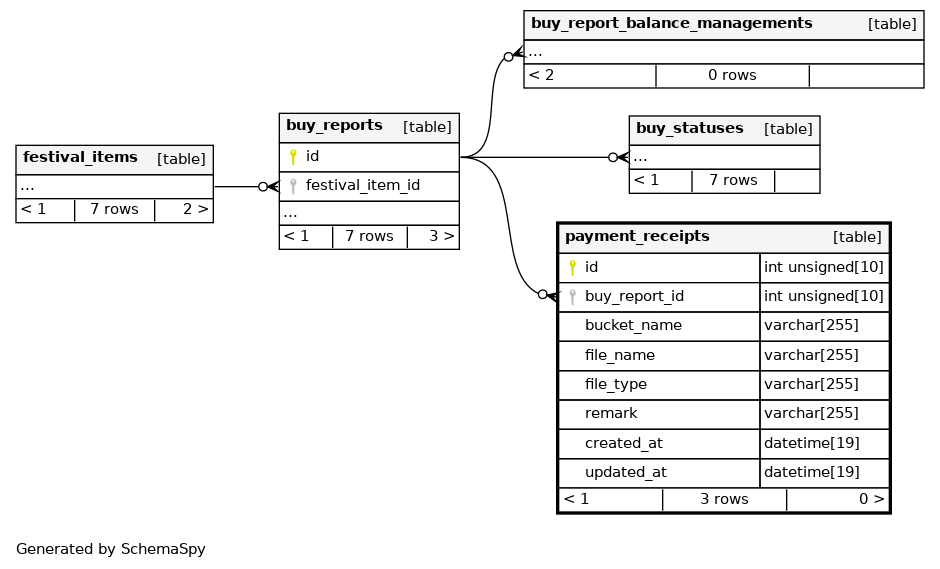 buy_report_balance_managements [table]
...
< 2 0 rows
buy_reports [table]
id
festival_item_id
...
< 1 7 rows 3 >
buy_statuses [table]
...
< 1 7 rows
festival_items [table]
...
< 1 7 rows 2 >
payment_receipts [table]
id int unsigned[10]
buy_report_id int unsigned[10]
bucket_name varchar[255]
file_name varchar[255]
file_type varchar[255]
remark varchar[255]
created_at datetime[19]
updated_at datetime[19]
< 1 3 rows 0 >
Generated by SchemaSpy